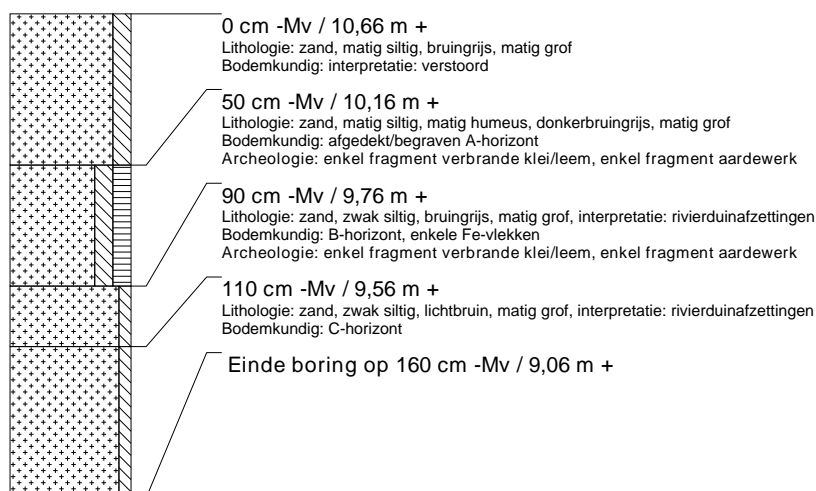 0 cm -Mv / 10,66 m +
Lithologie: zand, matig siltig, bruingrijs, matig grof
Bodemkundig: interpretatie: verstoord
50 cm -Mv / 10,16 m +
Lithologie: zand, matig siltig, matig humeus, donkerbruingrijs, matig grof
Bodemkundig: afgedekt/begraven A-horizont
Archeologie: enkel fragment verbrande klei/leem, enkel fragment aardewerk
90 cm -Mv / 9,76 m +
Lithologie: zand, zwak siltig, bruingrijs, matig grof, interpretatie: rivierduinafzettingen
Bodemkundig: B-horizont, enkele Fe-vlekken
Archeologie: enkel fragment verbrande klei/leem, enkel fragment aardewerk
110 cm -Mv / 9,56 m +
Lithologie: zand, zwak siltig, lichtbruin, matig grof, interpretatie: rivierduinafzettingen
Bodemkundig: C-horizont
Einde boring op 160 cm -Mv / 9,06 m +